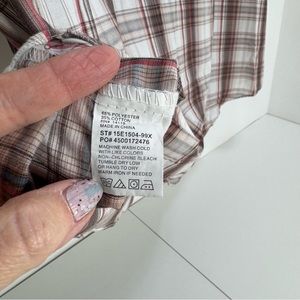 65% POLYESTER
35% COTTON
MADE IN CHINA
ST# 15E1504-99X
PO# 4500172476
MACHINE WASH COLD
WITH LIKE COLORS
NON-CHLORINE BLEACH
TUMBLE DRY LOW
OR HANG TO DRY
WARM IRON IF NEEDED